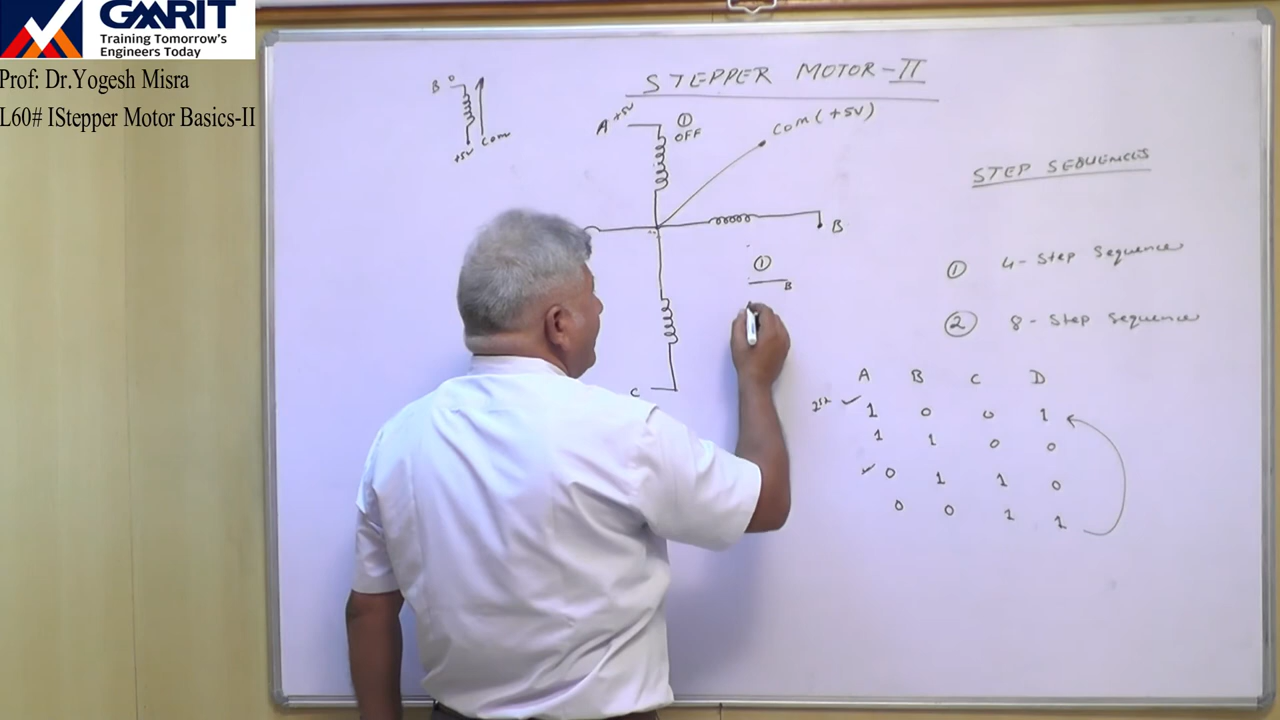 GMRIT
Training Tomorrow's
Engineers Today
Prof: Dr.Yogesh Misra
L60# IStepper Motor Basics-II
STEPPER MOTOR-II
B 0
+5V Com
A +5V ① OFF
Com (+5V)
B
①
B
C
STEP SEQUENCES
① 4-Step Sequence
② 8-Step Sequence
A B C D
✓ 1 0 0 1
1 1 0 0
✓ 0 1 1 0
0 0 1 1